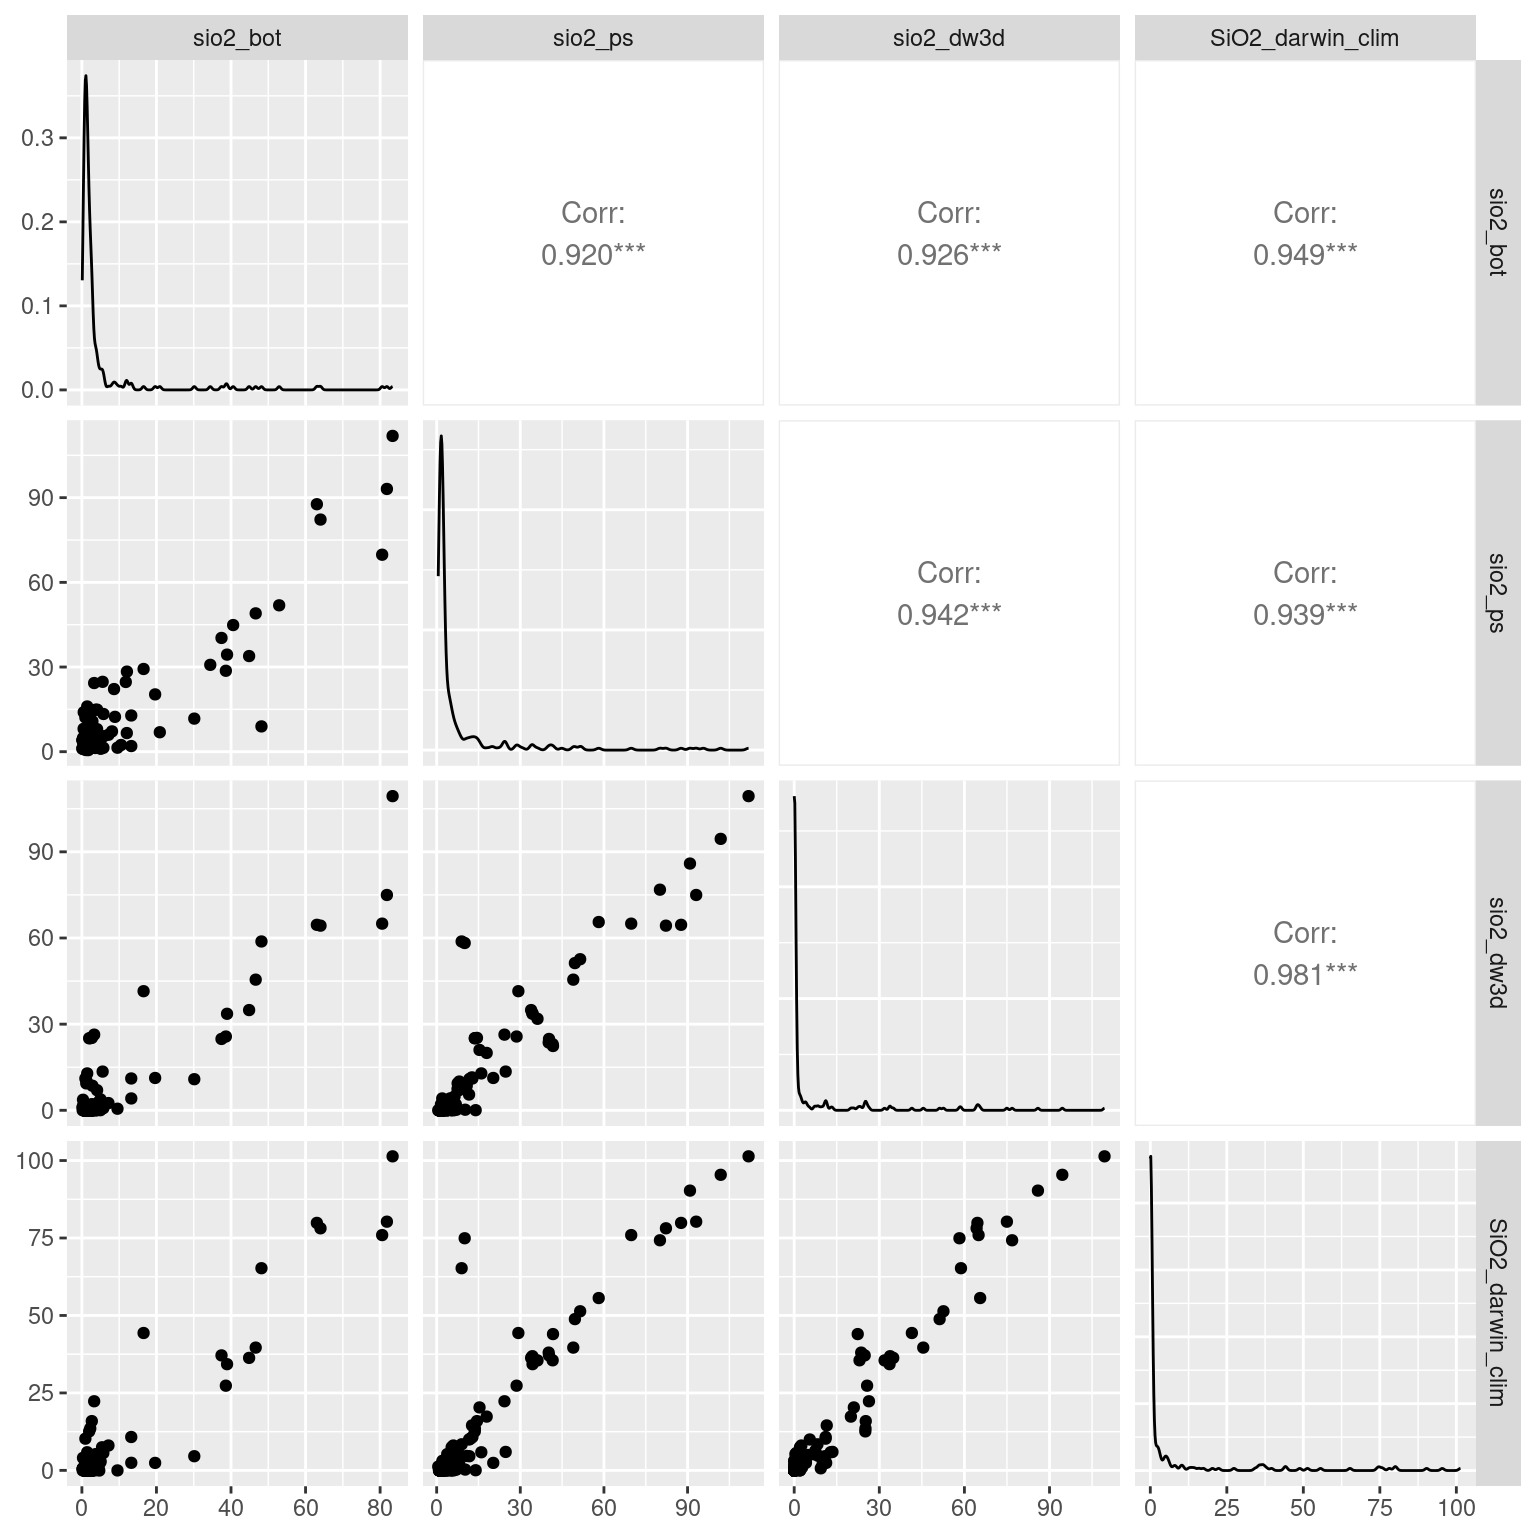 sio2_bot
sio2_ps
sio2_dw3d
SiO2_darwin_clim
0.3
0.2
0.1
0.0
Corr:
0.920***
Corr:
0.926***
Corr:
0.949***
sio2_bot
90
60
30
0
Corr:
0.942***
Corr:
0.939***
sio2_ps
90
60
30
0
Corr:
0.981***
sio2_dw3d
100
75
50
25
0
SiO2_darwin_clim
0 20 40 60 80
0 30 60 90
0 30 60 90
0 25 50 75 100